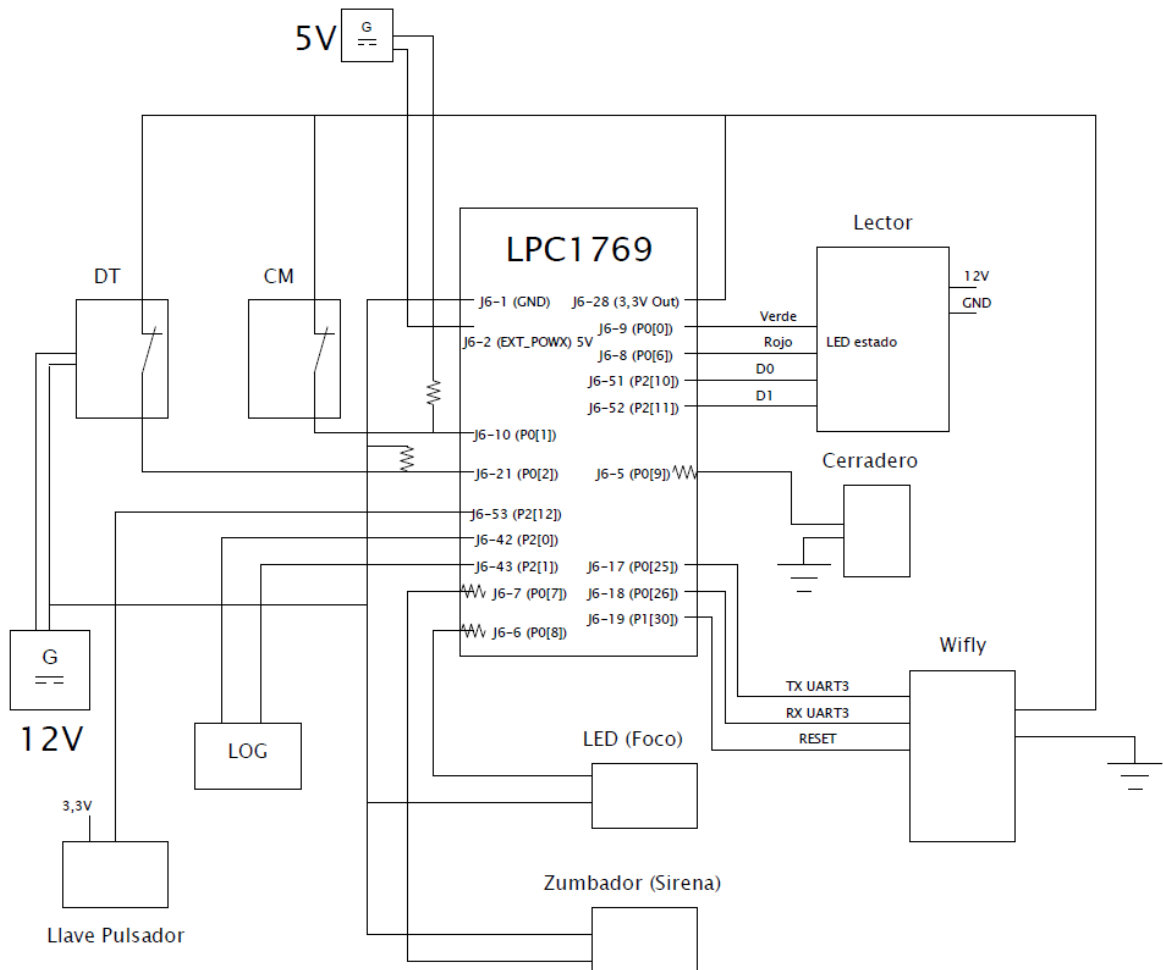 5V
G
LPC1769
Lector
DT
CM
J6-1 (GND)
J6-28 (3,3V Out)
12V
GND
J6-9 (P0[0])
Verde
J6-2 (EXT_POWX) 5V
J6-8 (P0[6])
Rojo
LED estado
J6-51 (P2[10])
D0
J6-52 (P2[11])
D1
J6-10 (P0[1])
Cerradero
J6-21 (P0[2])
J6-5 (P0[9])
J6-53 (P2[12])
J6-42 (P2[0])
J6-43 (P2[1])
J6-17 (P0[25])
J6-7 (P0[7])
J6-18 (P0[26])
J6-19 (P1[30])
J6-6 (P0[8])
Wifly
G
12V
TX UART3
RX UART3
RESET
LOG
LED (Foco)
3,3V
Zumbador (Sirena)
Llave Pulsador